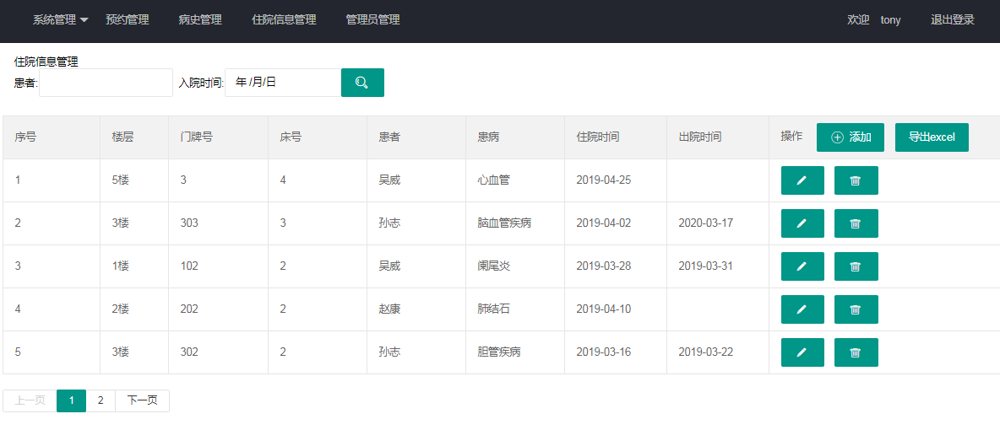 系统管理 预约管理 病史管理 住院信息管理 管理员管理 欢迎 tony 退出登录
住院信息管理
患者: 入院时间: 年 /月/日
序号 楼层 门牌号 床号 患者 患病 住院时间 出院时间 操作 添加 导出excel
1 5楼 3 4 吴威 心血管 2019-04-25
2 3楼 303 3 孙志 脑血管疾病 2019-04-02 2020-03-17
3 1楼 102 2 吴威 阑尾炎 2019-03-28 2019-03-31
4 2楼 202 2 赵康 肺结石 2019-04-10
5 3楼 302 2 孙志 胆管疾病 2019-03-16 2019-03-22
上一页 1 2 下一页